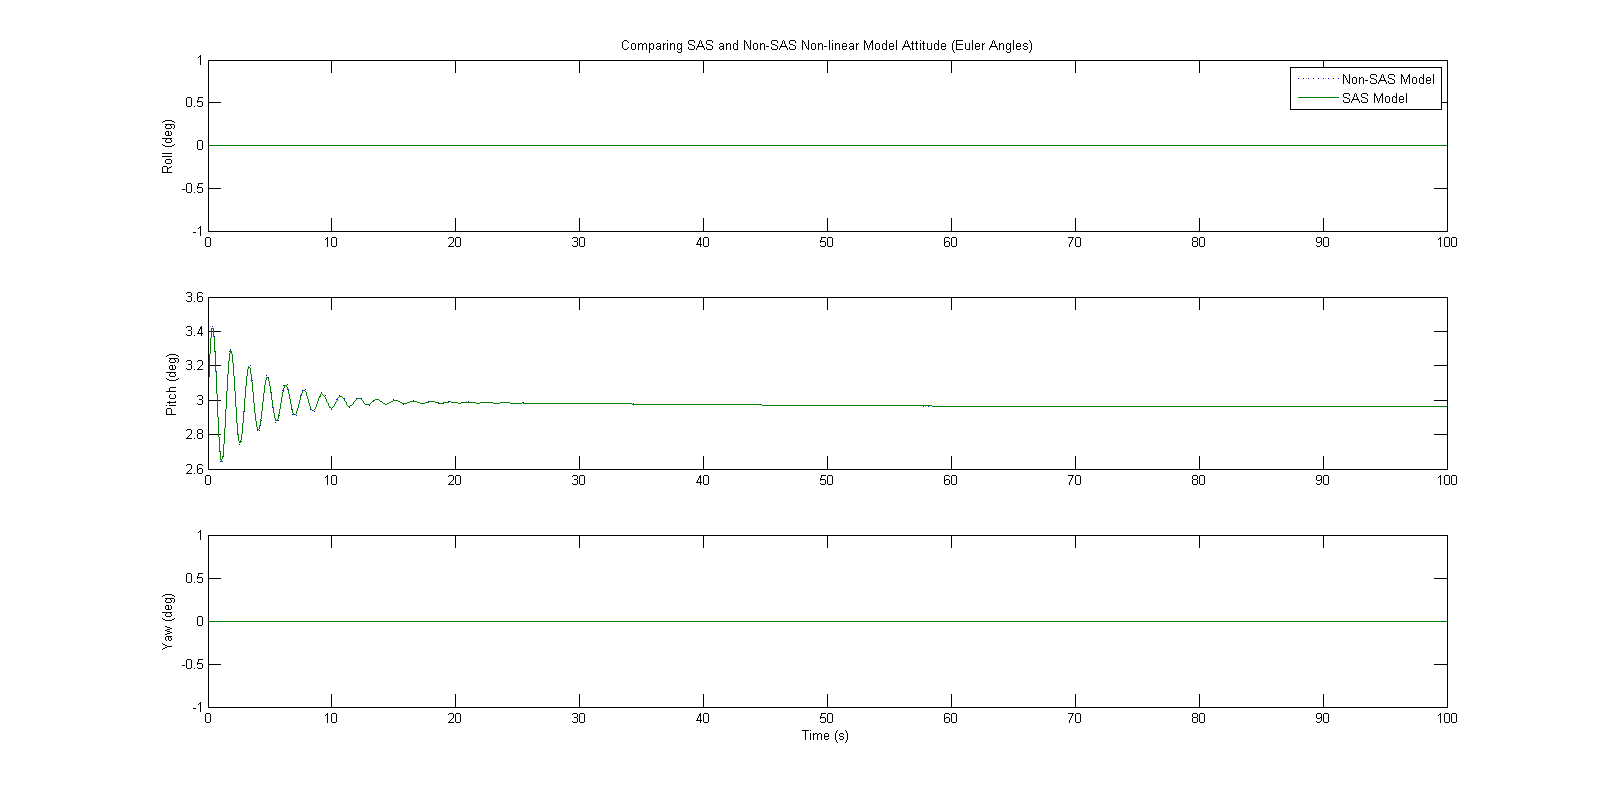 Comparing SAS and Non-SAS Non-linear Model Attitude (Euler Angles)
Non-SAS Model
SAS Model
Roll (deg)
1
0.5
0
-0.5
-1
0 10 20 30 40 50 60 70 80 90 100
Pitch (deg)
3.6
3.4
3.2
3
2.8
2.6
0 10 20 30 40 50 60 70 80 90 100
Yaw (deg)
1
0.5
0
-0.5
-1
0 10 20 30 40 50 60 70 80 90 100
Time (s)